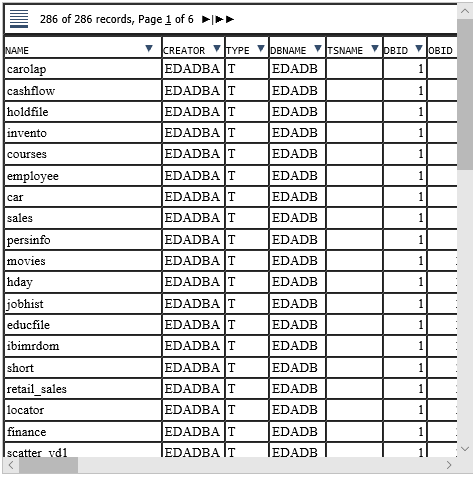 286 of 286 records, Page 1 of 6
NAME CREATOR TYPE DBNAME TSNAME DBID OBID
carolap EDADBA T EDADB 1
cashflow EDADBA T EDADB 1
holdfile EDADBA T EDADB 1
invento EDADBA T EDADB 1
courses EDADBA T EDADB 1
employee EDADBA T EDADB 1
car EDADBA T EDADB 1
sales EDADBA T EDADB 1
persinfo EDADBA T EDADB 1
movies EDADBA T EDADB 1
hday EDADBA T EDADB 1
jobhist EDADBA T EDADB 1
educfile EDADBA T EDADB 1
ibimrdom EDADBA T EDADB 1
short EDADBA T EDADB 1
retail_sales EDADBA T EDADB 1
locator EDADBA T EDADB 1
finance EDADBA T EDADB 1
scatter_vd1 EDADBA T EDADB 1